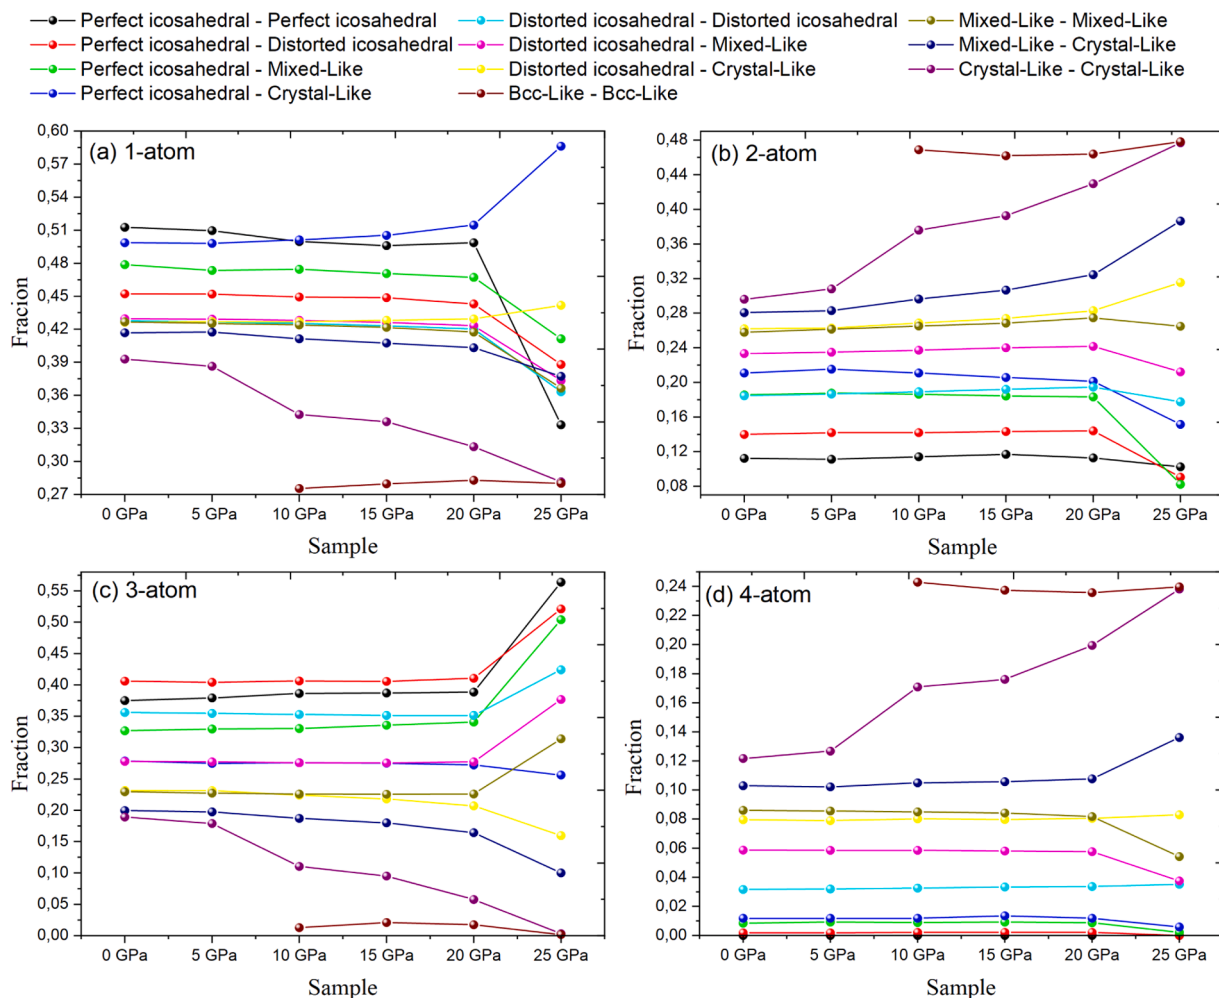 Perfect icosahedral - Perfect icosahedral
Distorted icosahedral - Distorted icosahedral
Mixed-Like - Mixed-Like
Perfect icosahedral - Distorted icosahedral
Distorted icosahedral - Mixed-Like
Mixed-Like - Crystal-Like
Perfect icosahedral - Mixed-Like
Distorted icosahedral - Crystal-Like
Crystal-Like - Crystal-Like
Perfect icosahedral - Crystal-Like
Bcc-Like - Bcc-Like
(a) 1-atom
Fracion
0,60
0,57
0,54
0,51
0,48
0,45
0,42
0,39
0,36
0,33
0,30
0,27
0 GPa 5 GPa 10 GPa 15 GPa 20 GPa 25 GPa
Sample
(b) 2-atom
Fraction
0,48
0,44
0,40
0,36
0,32
0,28
0,24
0,20
0,16
0,12
0,08
0 GPa 5 GPa 10 GPa 15 GPa 20 GPa 25 GPa
Sample
(c) 3-atom
Fraction
0,55
0,50
0,45
0,40
0,35
0,30
0,25
0,20
0,15
0,10
0,05
0,00
0 GPa 5 GPa 10 GPa 15 GPa 20 GPa 25 GPa
Sample
(d) 4-atom
Fraction
0,24
0,22
0,20
0,18
0,16
0,14
0,12
0,10
0,08
0,06
0,04
0,02
0,00
0 GPa 5 GPa 10 GPa 15 GPa 20 GPa 25 GPa
Sample